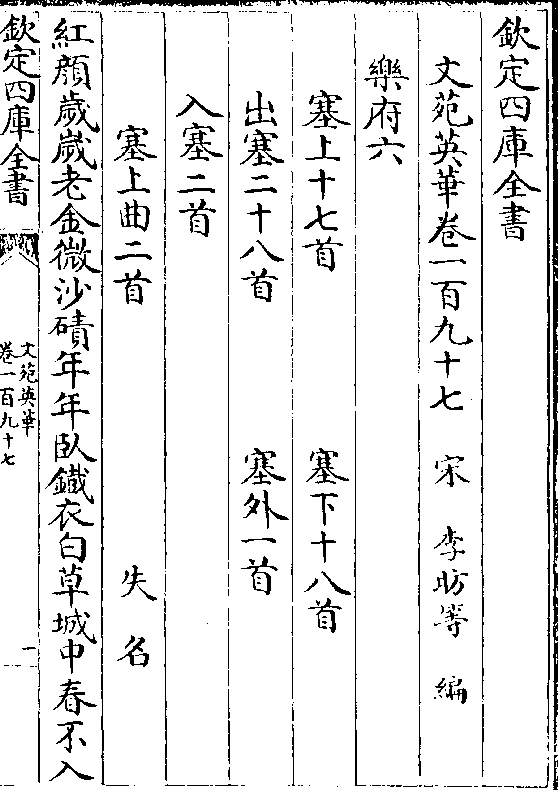 欽定四庫全書
文苑英華卷一百九十七　宋　李昉等　編
樂府六
塞上十七首　塞下十八首
出塞二十八首　塞外一首
入塞二首
塞上曲二首　失名
紅顔歲歲老金微沙磧年年臥鐵衣白草城中春不入
欽定四庫全書
文苑英華
卷一百九十七
一